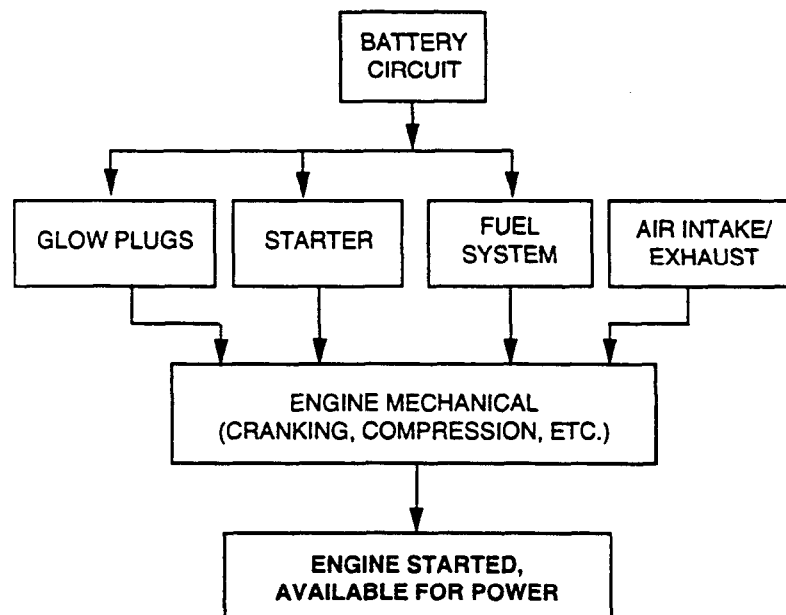 BATTERY
CIRCUIT
GLOW PLUGS
STARTER
FUEL
SYSTEM
AIR INTAKE/
EXHAUST
ENGINE MECHANICAL
(CRANKING, COMPRESSION, ETC.)
ENGINE STARTED,
AVAILABLE FOR POWER